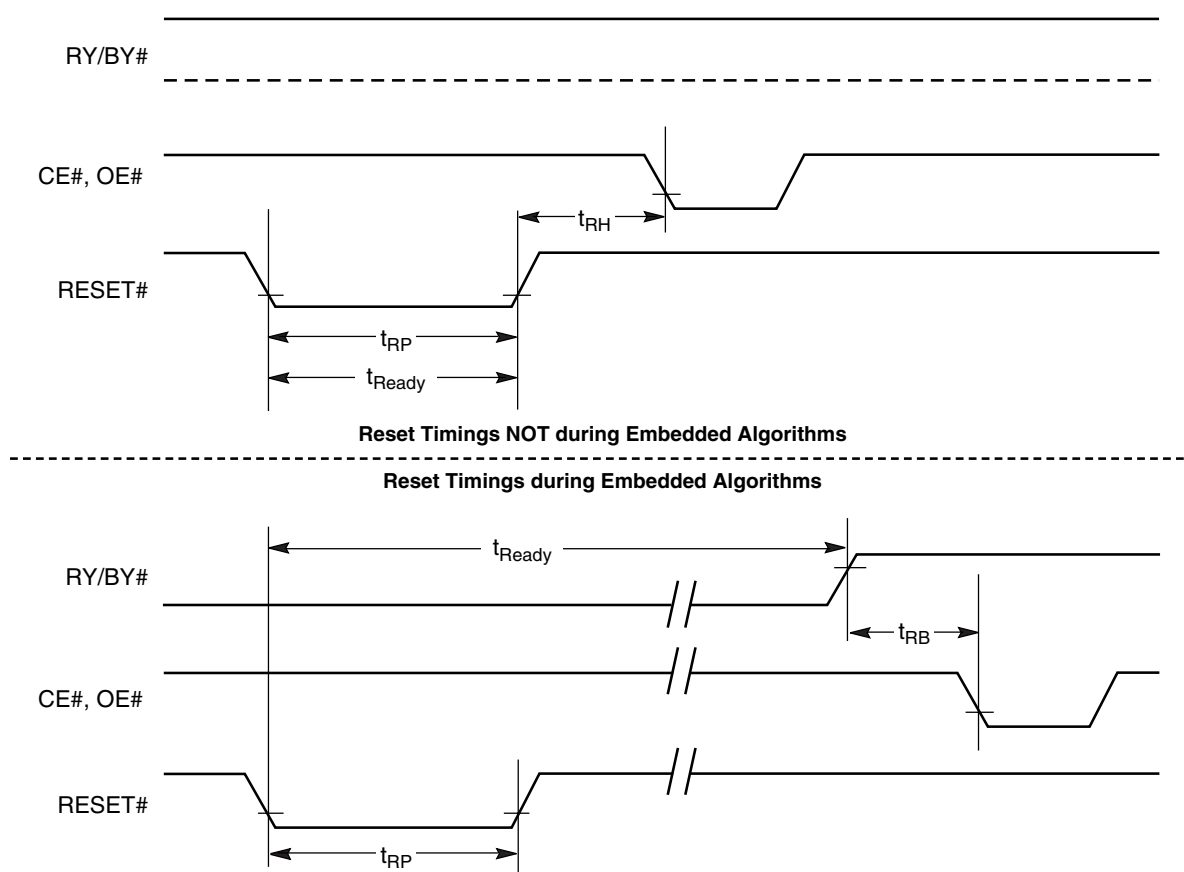 RY/BY#
CE#, OE#
tRH
RESET#
tRP
tReady
Reset Timings NOT during Embedded Algorithms
Reset Timings during Embedded Algorithms
tReady
RY/BY#
tRB
CE#, OE#
RESET#
tRP